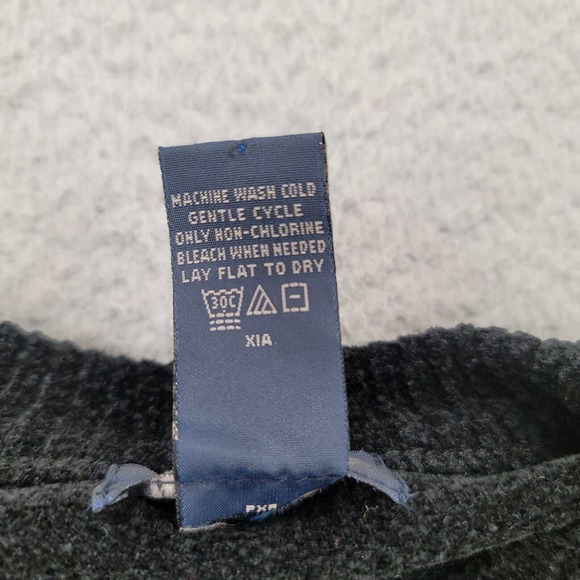 MACHINE WASH COLD
GENTLE CYCLE
ONLY NON-CHLORINE
BLEACH WHEN NEEDED
LAY FLAT TO DRY
30C
XIA